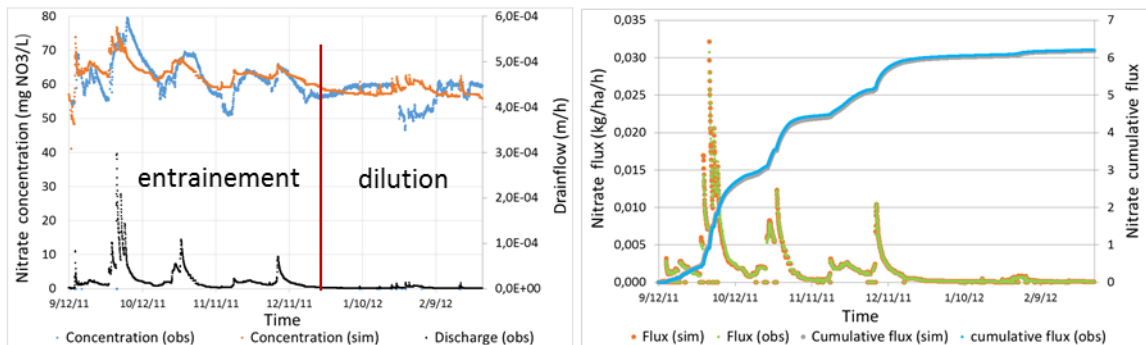 Nitrate concentration (mg NO3/L)
80
70
60
50
40
30
20
10
0
6,0E-04
5,0E-04
4,0E-04
3,0E-04
2,0E-04
1,0E-04
0,0E+00
Drainflow (m/h)
entrainement
dilution
9/12/11
10/12/11
11/11/11
12/11/11
1/10/12
2/9/12
Time
Concentration (obs)
Concentration (sim)
Discharge (obs)
Nitrate flux (kg/ha/h)
0,035
0,030
0,025
0,020
0,015
0,010
0,005
0,000
7
6
5
4
3
2
1
0
Nitrate cumulative flux
9/12/11
10/12/11
11/11/11
12/11/11
1/10/12
2/9/12
Time
Flux (sim)
Flux (obs)
Cumulative flux (sim)
cumulative flux (obs)